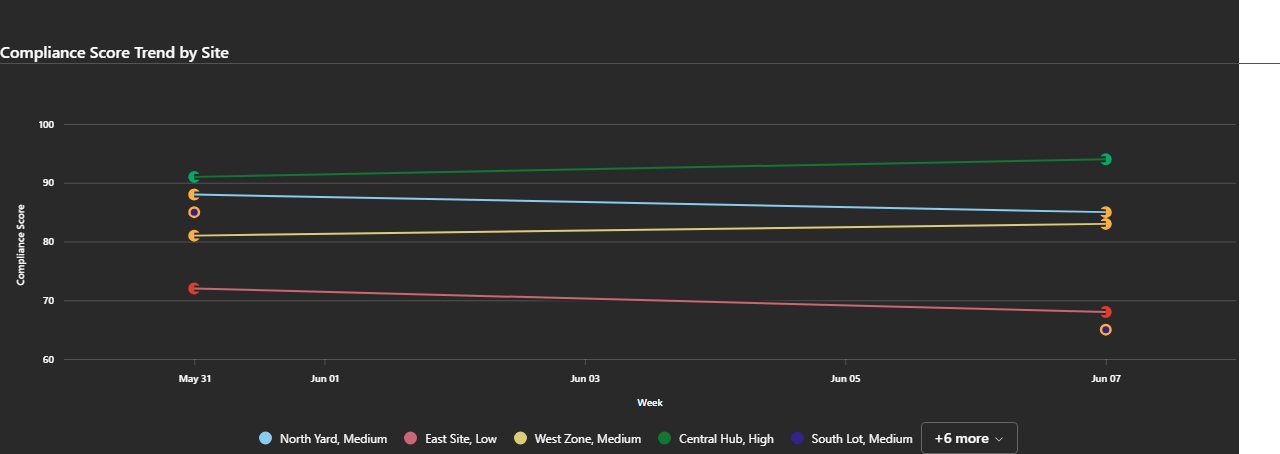 Compliance Score Trend by Site
100
90
80
70
60
Compliance Score
May 31 Jun 01 Jun 03 Jun 05 Jun 07
Week
North Yard, Medium East Site, Low West Zone, Medium Central Hub, High South Lot, Medium +6 more